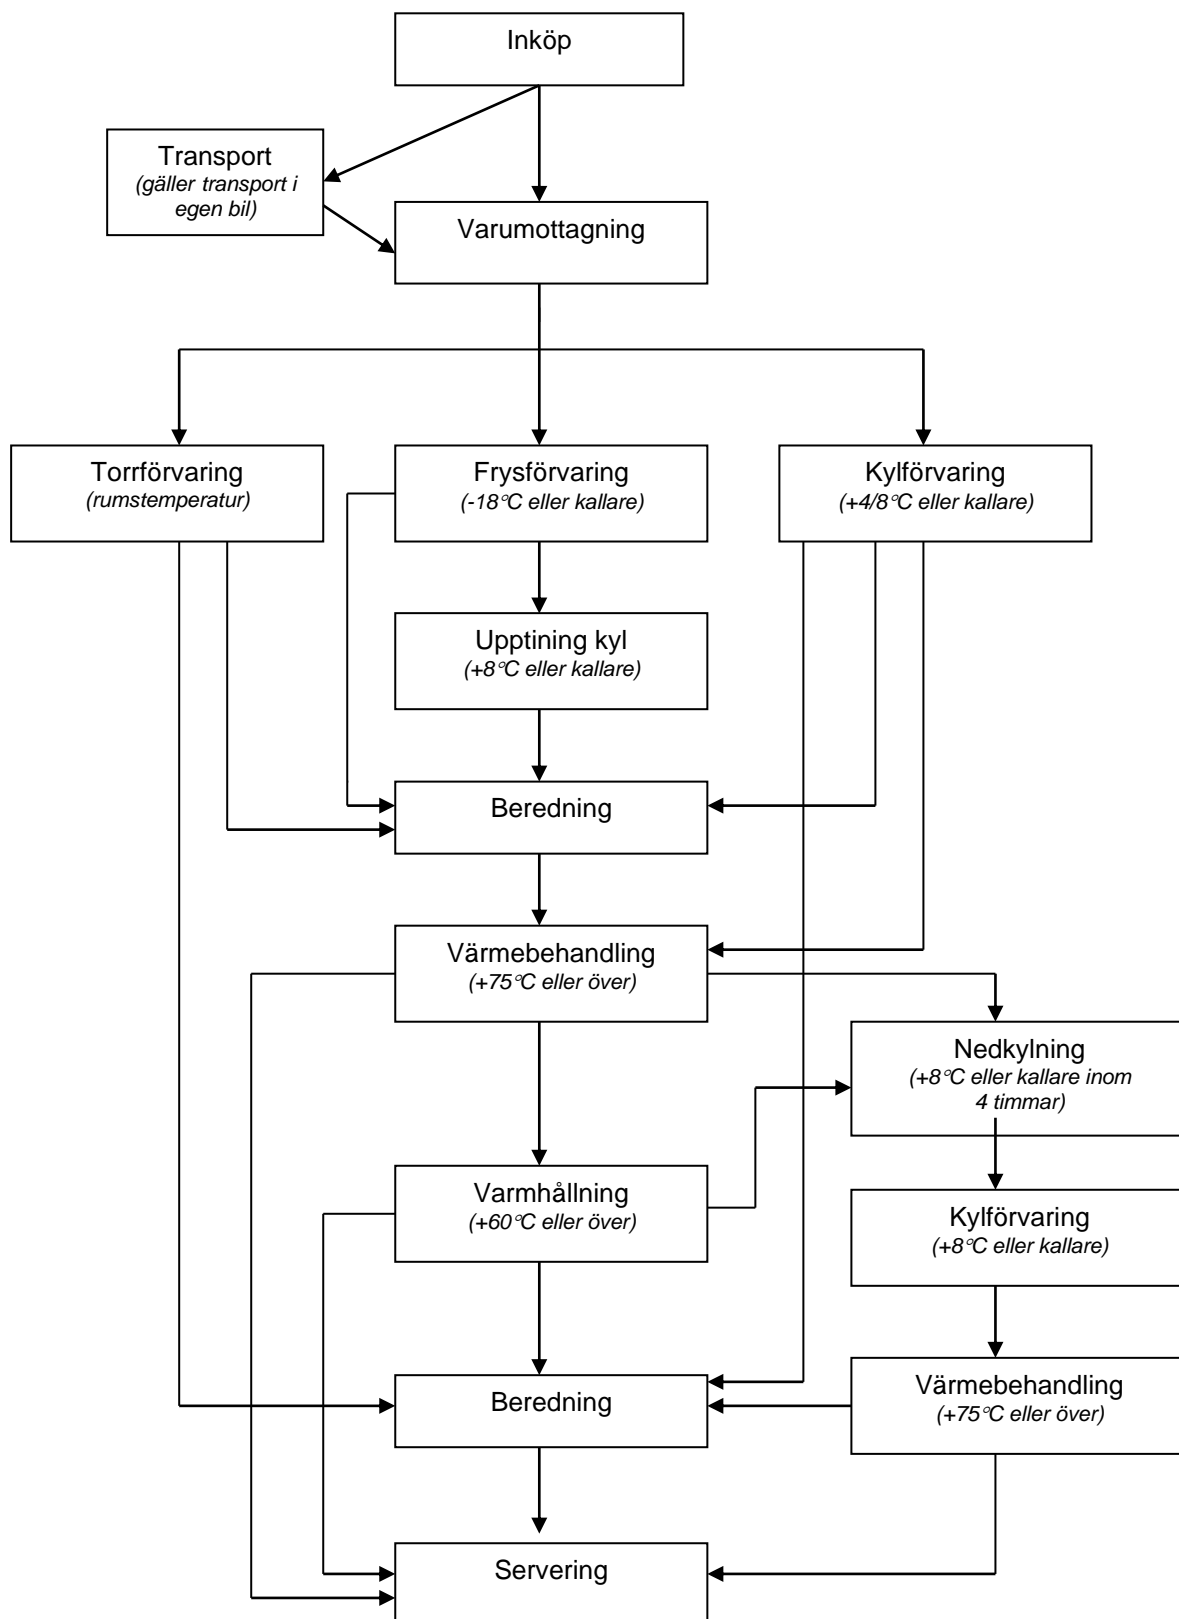 Inköp
Transport
(gäller transport i
egen bil)
Varumottagning
Torrförvaring
(rumstemperatur)
Frysförvaring
(-18°C eller kallare)
Kylförvaring
(+4/8°C eller kallare)
Upptining kyl
(+8°C eller kallare)
Beredning
Värmebehandling
(+75°C eller över)
Nedkylning
(+8°C eller kallare inom
4 timmar)
Varmhållning
(+60°C eller över)
Kylförvaring
(+8°C eller kallare)
Beredning
Värmebehandling
(+75°C eller över)
Servering